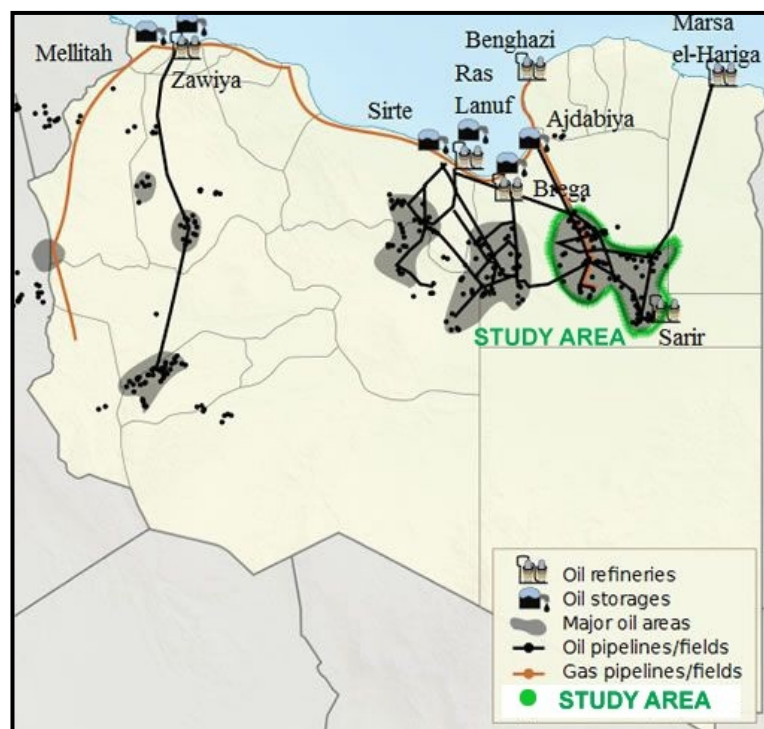 Mellitah
Zawiya
Sirte
Ras
Lanuf
Benghazi
Ajdabiya
Brega
Marsa
el-Hariga
STUDY AREA
Sarir
Oil refineries
Oil storages
Major oil areas
Oil pipelines/fields
Gas pipelines/fields
STUDY AREA